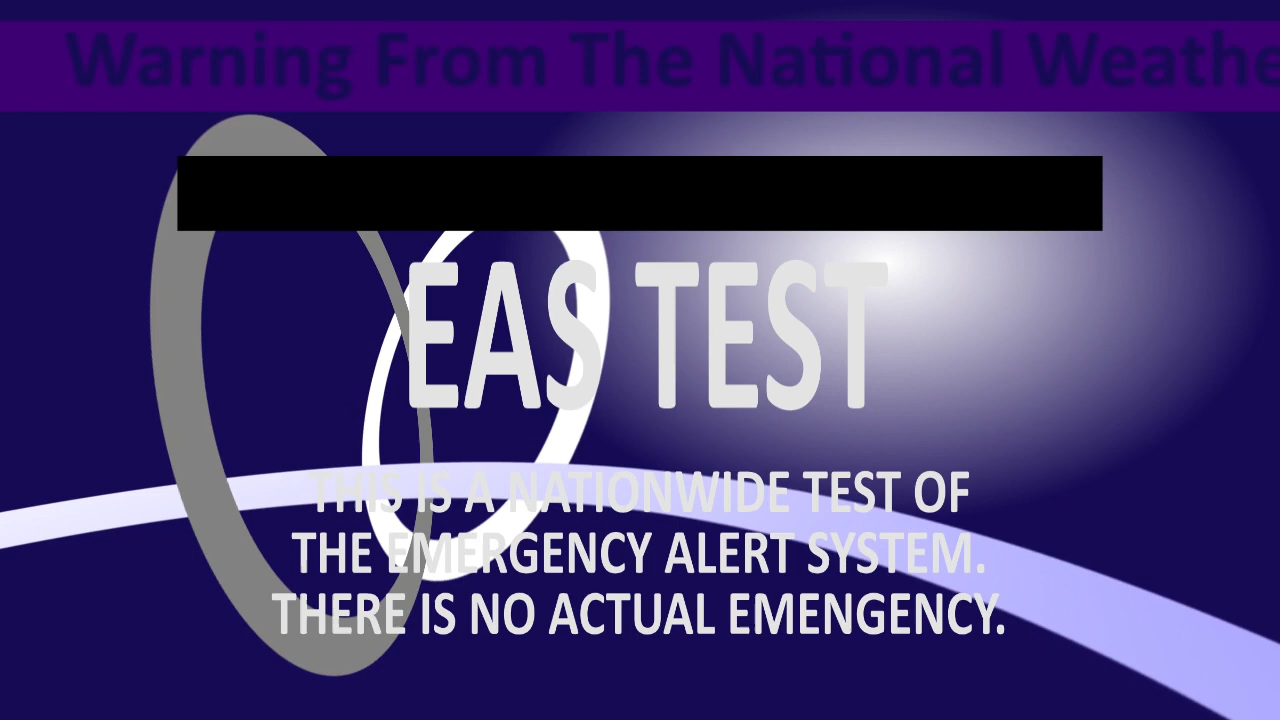 Warning From The National Weathe
EAS TEST
THIS IS A NATIONWIDE TEST OF
THE EMERGENCY ALERT SYSTEM.
THERE IS NO ACTUAL EMENGENCY.